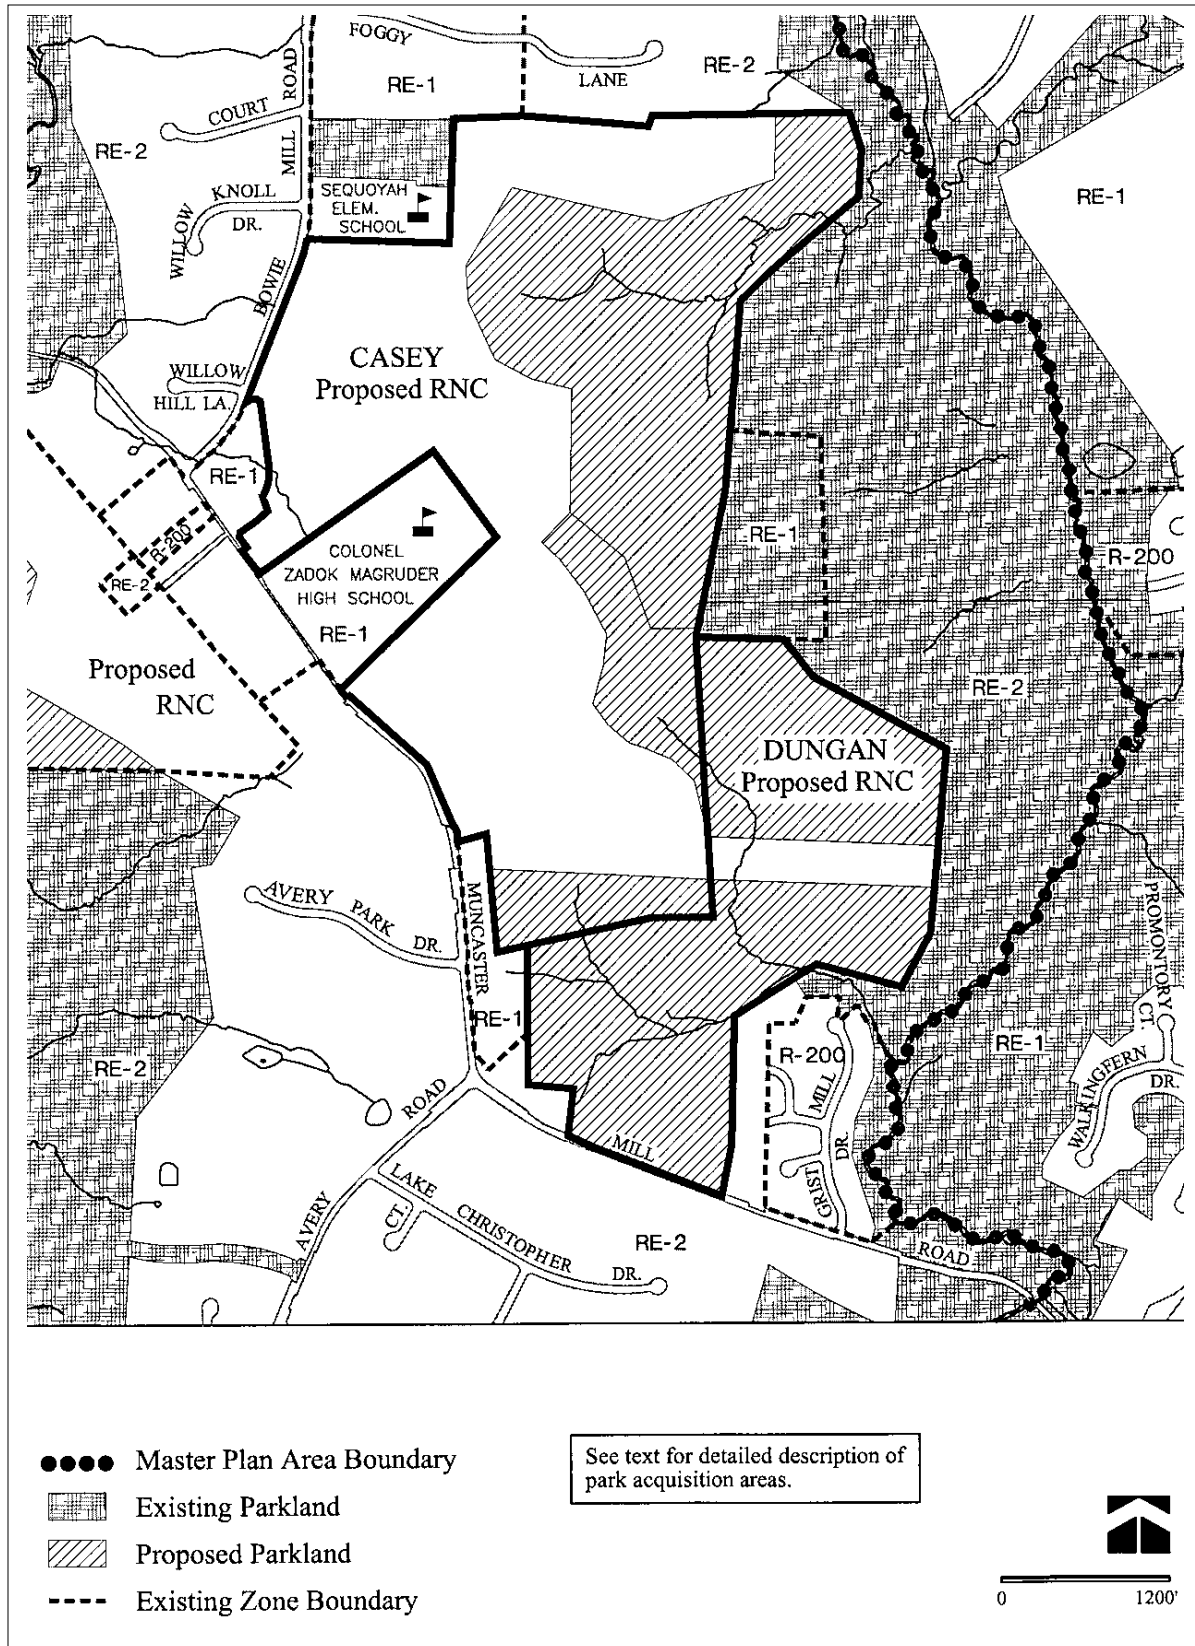 FOGGY
LANE
RE-1
RE-2
COURT
ROAD
MILL
RE-2
WILLOW
KNOLL
DR.
BOWIE
SEQUOYAH
ELEM.
SCHOOL
RE-1
CASEY
Proposed RNC
WILLOW
HILL LA.
RE-1
R-200
RE-2
COLONEL
ZADOK MAGRUDER
HIGH SCHOOL
RE-1
RE-1
R-200
Proposed
RNC
RE-2
DUNGAN
Proposed RNC
AVERY PARK DR.
MUNCASTER
PROMONTORY
CT.
RE-1
R-200
RE-1
RE-2
WALKINGFERN
DR.
ROAD
MILL
GRIST
MILL
DR.
AVERY
LAKE
CT.
CHRISTOPHER
DR.
RE-2
ROAD
Master Plan Area Boundary
Existing Parkland
Proposed Parkland
Existing Zone Boundary
See text for detailed description of
park acquisition areas.
0 1200'